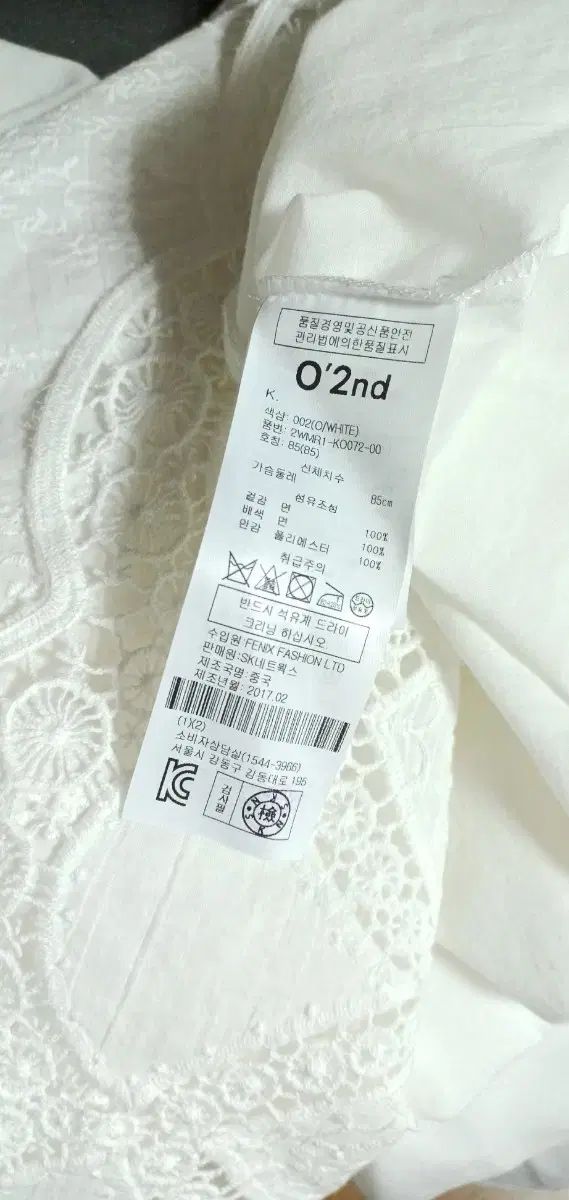 품질경영및공산품안전
관리법에의한품질표시
O'2nd
K.
색상: 002(O/WHITE)
품번: 2WMR1-KO072-00
호칭: 85(85)
신체치수
가슴둘레 85cm
섬유조성
겉감 면 100%
배색 면 100%
안감 폴리에스터 100%
취급주의
반드시 석유계 드라이
크리닝 하십시오.
수입원:FENIX FASHION LTD
판매원:SK네트웍스
제조국명:중국
제조년월:2017.02
(1X2)
소비자상담실(1544-3966)
서울시 강동구 강동대로 195
검사필
檢